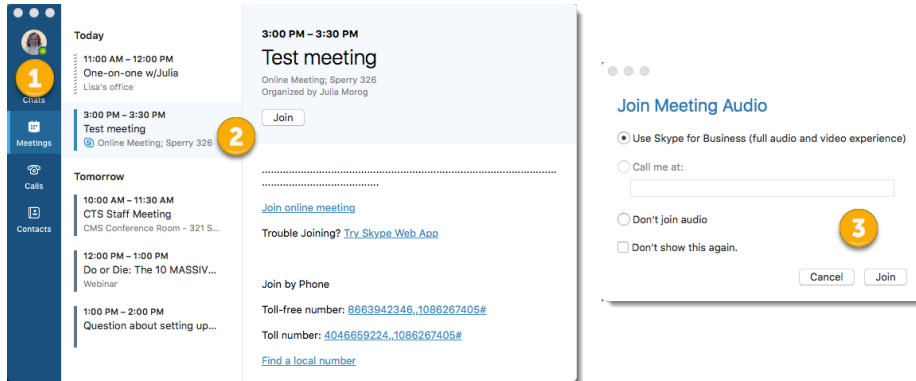 1
Chats
Meetings
Calls
Contacts
Today
11:00 AM – 12:00 PM
One-on-one w/Julia
Lisa's office
3:00 PM – 3:30 PM
Test meeting
Online Meeting; Sperry 326
2
Tomorrow
10:00 AM – 11:30 AM
CTS Staff Meeting
CMS Conference Room - 321 S...
12:00 PM – 1:00 PM
Do or Die: The 10 MASSIV...
Webinar
1:00 PM – 2:00 PM
Question about setting up...
3:00 PM – 3:30 PM
Test meeting
Online Meeting; Sperry 326
Organized by Julia Morog
Join
Join online meeting
Trouble Joining? Try Skype Web App
Join by Phone
Toll-free number: 8663942346,,1086267405#
Toll number: 4046659224,,1086267405#
Find a local number
Join Meeting Audio
Use Skype for Business (full audio and video experience)
Call me at:
Don't join audio
3
Don't show this again.
Cancel Join